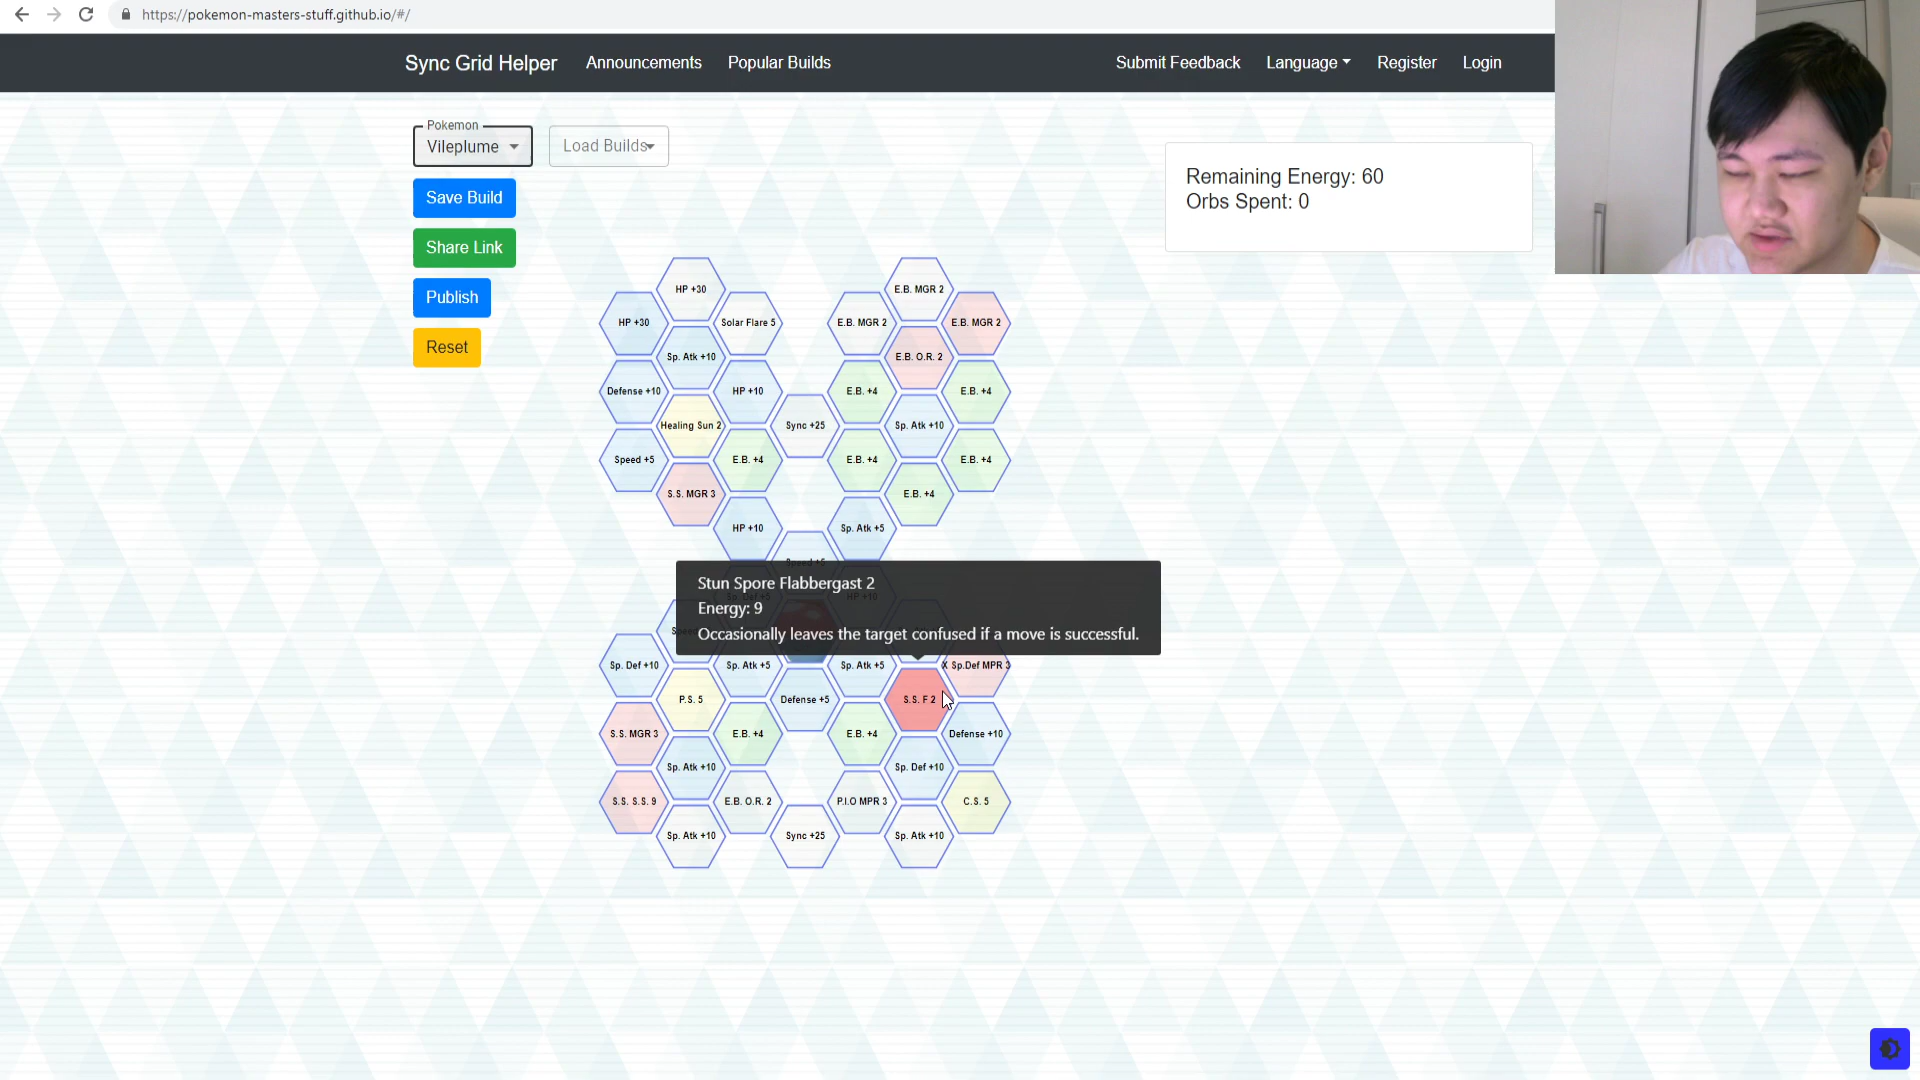 https://pokemon-masters-stuff.github.io/#/
Sync Grid Helper
Announcements
Popular Builds
Submit Feedback
Language
Register
Login
Pokemon
Vileplume
Load Builds
Save Build
Share Link
Publish
Reset
Remaining Energy: 60
Orbs Spent: 0
HP +30
E.B. MGR 2
HP +30
Solar Flare 5
E.B. MGR 2
E.B. MGR 2
Sp. Atk +10
E.B. O.R. 2
Defense +10
HP +10
E.B. +4
E.B. +4
Healing Sun 2
Sync +25
Sp. Atk +10
Speed +5
E.B. +4
E.B. +4
E.B. +4
S.S. MGR 3
E.B. +4
HP +10
Sp. Atk +5
Speed +5
Stun Spore Flabbergast 2
Sp. Def +5
HP +10
Energy: 9
Occasionally leaves the target confused if a move is successful.
Sp. Def +10
Sp. Atk +5
Sp. Atk +5
X Sp.Def MPR 3
P.S. 5
Defense +5
S.S. F 2
S.S. MGR 3
E.B. +4
E.B. +4
Defense +10
Sp. Atk +10
Sp. Def +10
S.S. S.S. 9
E.B. O.R. 2
P.I.O MPR 3
C.S. 5
Sp. Atk +10
Sync +25
Sp. Atk +10